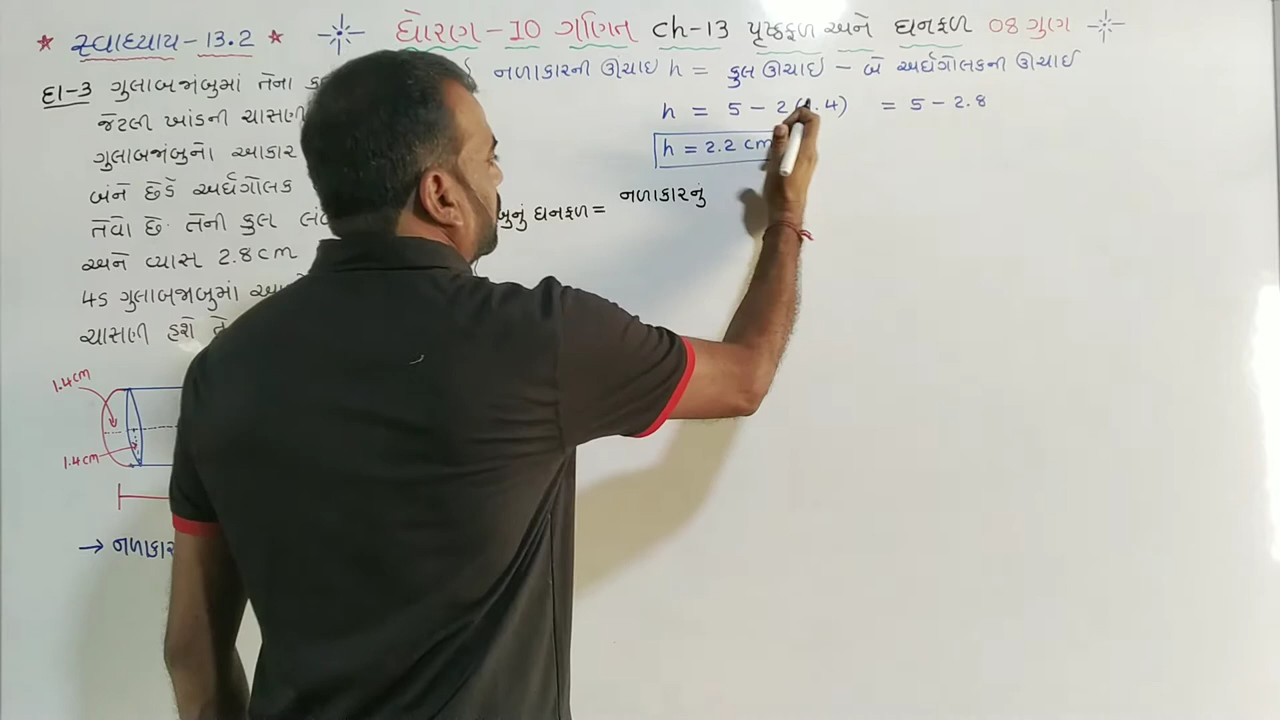 ★ સ્વાધ્યાય - 13.2 ★ ધોરણ - 10 ગણિત ch-13 પૃષ્ઠફળ અને ઘનફળ 08 ગુણ
દા-3 ગુલાબજાંબુમાં તેના
જેટલી ખાંડની ચાસણી
ગુલાબજાંબુનો આકાર
બંને છેડે અર્ધગોલક
તેવો છે. તેની કુલ
અને વ્યાસ 2.8cm
45 ગુલાબજાંબુમાં
ચાસણી હશે તે
1.4cm
1.4cm
→ નળાકાર
નળાકારની ઊંચાઇ h = કુલ ઊંચાઇ - બે અર્ધગોલકની ઊંચાઇ
h = 5 - 2(1.4) = 5 - 2.8
h = 2.2 cm
ઘનફળ = નળાકારનું